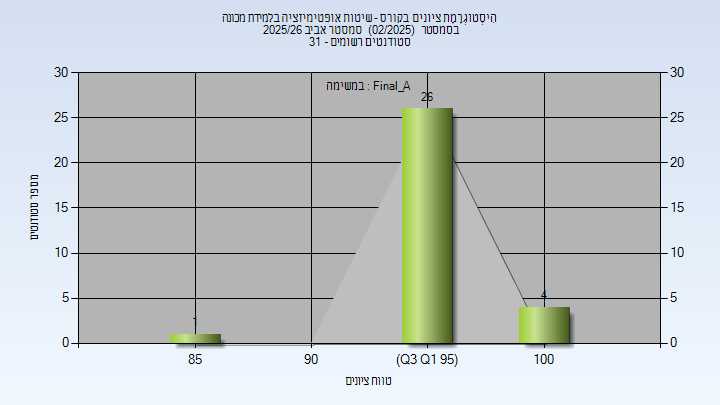 היסטוגרמת ציונים בקורס - שיטות אופטימיזציה בלמידת מכונה
בסמסטר (02/2025) סמסטר אביב 2025/26
סטודנטים רשומים - 31
במשימה : Final_A
מספר סטודנטים
30
25
20
15
10
5
0
30
25
20
15
10
5
0
1
26
4
85
90
(Q3 Q1 95)
100
טווח ציונים